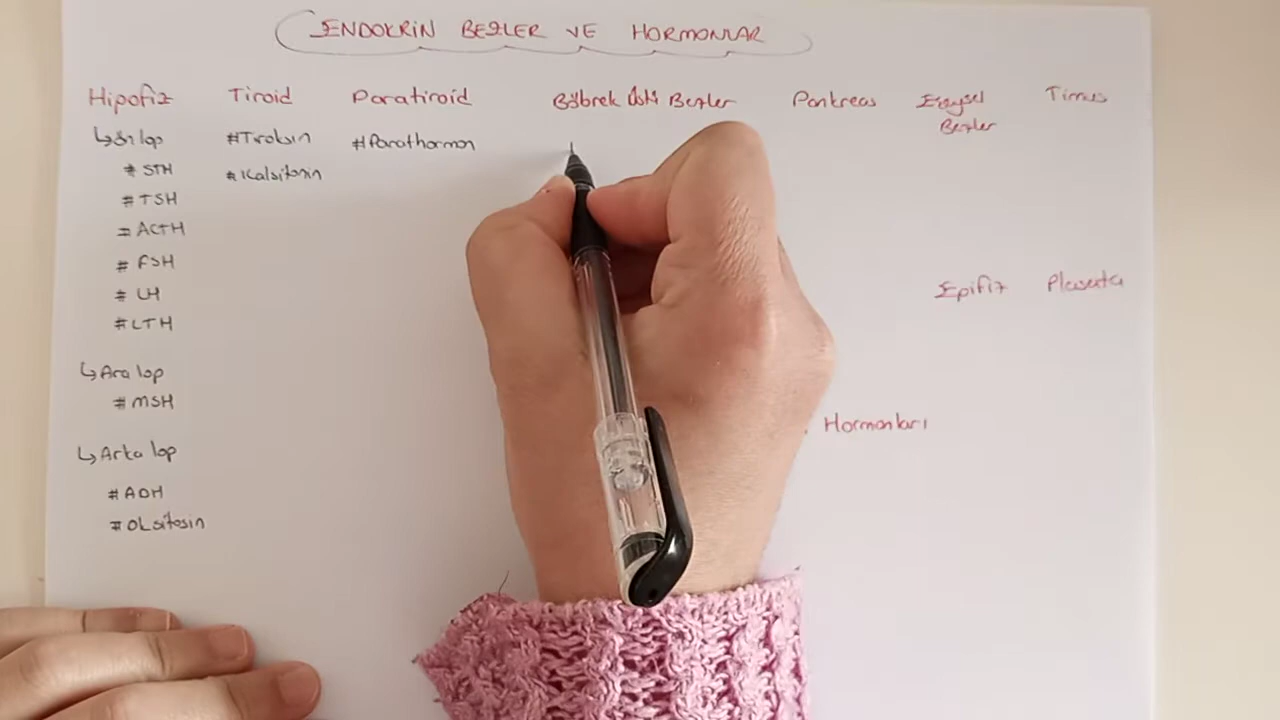 ENDOKRİN BEZLER VE HORMONLAR
Hipofiz
Tiroid
Paratiroid
Böbrek Üstü Bezler
Pankreas
Eşeysel
Bezler
Timus
↳Ön lop
# STH
# TSH
# ACTH
# FSH
# LH
# LTH
↳Ara lop
# MSH
↳Arka lop
# ADH
# Oksitosin
#Tiroksin
#Kalsitonin
#Parathormon
Epifiz
Plasenta
Hormonları